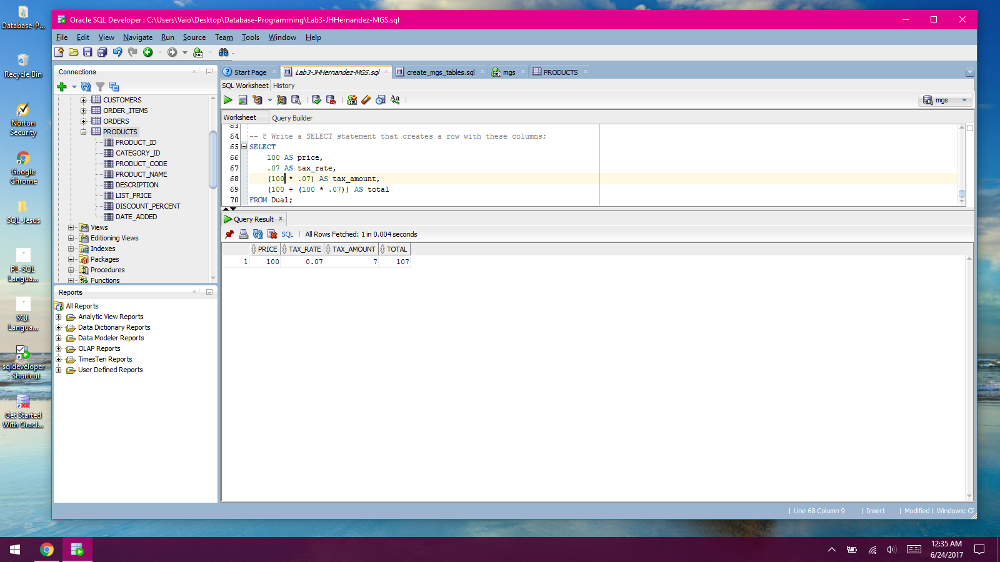 Database-P...
Recycle Bin
Norton
Security
Google
Chrome
SQL-Jesus
PL-SQL
Langua...
SQL
Langua...
sqldeveloper
- Shortcut
Get Started
With Oracl...
Oracle SQL Developer : C:\Users\Vaio\Desktop\Database-Programming\Lab3-JHHernandez-MGS.sql
File Edit View Navigate Run Source Team Tools Window Help
Connections
CUSTOMERS
ORDER_ITEMS
ORDERS
PRODUCTS
PRODUCT_ID
CATEGORY_ID
PRODUCT_CODE
PRODUCT_NAME
DESCRIPTION
LIST_PRICE
DISCOUNT_PERCENT
DATE_ADDED
Views
Editioning Views
Indexes
Packages
Procedures
Functions
Reports
All Reports
Analytic View Reports
Data Dictionary Reports
Data Modeler Reports
OLAP Reports
TimesTen Reports
User Defined Reports
Start Page Lab3-JHHernandez-MGS.sql create_mgs_tables.sql mgs PRODUCTS
SQL Worksheet History
mgs
Worksheet Query Builder
63
64 -- 8 Write a SELECT statement that creates a row with these columns;
65 SELECT
66 100 AS price,
67 .07 AS tax_rate,
68 (100 * .07) AS tax_amount,
69 (100 + (100 * .07)) AS total
70 FROM Dual;
Query Result x
SQL | All Rows Fetched: 1 in 0.004 seconds
PRICE TAX_RATE TAX_AMOUNT TOTAL
1 100 0.07 7 107
| Line 68 Column 9 | Insert | Modified | Windows: CF
12:35 AM
6/24/2017